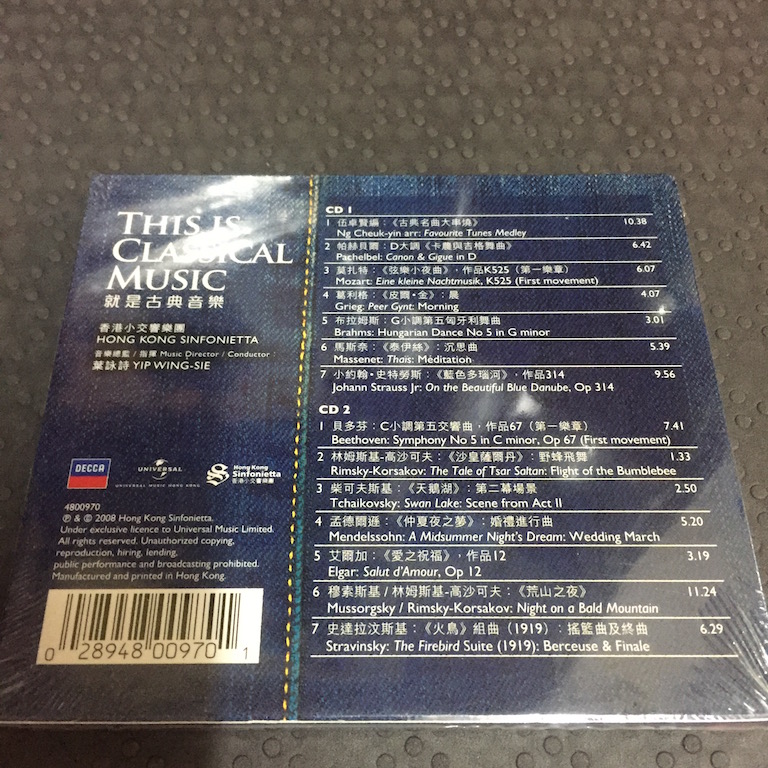 THIS IS
CLASSICAL
MUSIC
就是古典音樂
香港小交響樂團
HONG KONG SINFONIETTA
音樂總監 / 指揮 Music Director / Conductor：
葉詠詩 YIP WING-SIE
DECCA
UNIVERSAL
UNIVERSAL MUSIC HONG KONG
Hong Kong
Sinfonietta
香港小交響樂團
4800970
℗ & © 2008 Hong Kong Sinfonietta.
Under exclusive licence to Universal Music Limited.
All rights reserved. Unauthorized copying,
reproduction, hiring, lending,
public performance and broadcasting prohibited.
Manufactured and printed in Hong Kong.
0 28948 00970 1
CD 1
1 伍卓賢編：《古典名曲大串燒》 10.38
Ng Cheuk-yin arr: Favourite Tunes Medley
2 帕赫貝爾：D大調《卡農與吉格舞曲》 6.42
Pachelbel: Canon & Gigue in D
3 莫扎特：《弦樂小夜曲》，作品K525（第一樂章） 6.07
Mozart: Eine kleine Nachtmusik, K525 (First movement)
4 葛利格：《皮爾·金》：晨 4.07
Grieg: Peer Gynt: Morning
5 布拉姆斯：G小調第五匈牙利舞曲 3.01
Brahms: Hungarian Dance No 5 in G minor
6 馬斯奈：《泰伊絲》：沉思曲 5.39
Massenet: Thaïs: Méditation
7 小約翰·史特勞斯：《藍色多瑙河》，作品314 9.56
Johann Strauss Jr: On the Beautiful Blue Danube, Op 314
CD 2
1 貝多芬：C小調第五交響曲，作品67（第一樂章） 7.41
Beethoven: Symphony No 5 in C minor, Op 67 (First movement)
2 林姆斯基-高沙可夫：《沙皇薩爾丹》：野蜂飛舞 1.33
Rimsky-Korsakov: The Tale of Tsar Saltan: Flight of the Bumblebee
3 柴可夫斯基：《天鵝湖》：第二幕場景 2.50
Tchaikovsky: Swan Lake: Scene from Act II
4 孟德爾遜：《仲夏夜之夢》：婚禮進行曲 5.20
Mendelssohn: A Midsummer Night's Dream: Wedding March
5 艾爾加：《愛之祝福》，作品12 3.19
Elgar: Salut d'Amour, Op 12
6 穆索斯基 / 林姆斯基-高沙可夫：《荒山之夜》 11.24
Mussorgsky / Rimsky-Korsakov: Night on a Bald Mountain
7 史達拉汶斯基：《火鳥》組曲（1919）：搖籃曲及終曲 6.29
Stravinsky: The Firebird Suite (1919): Berceuse & Finale